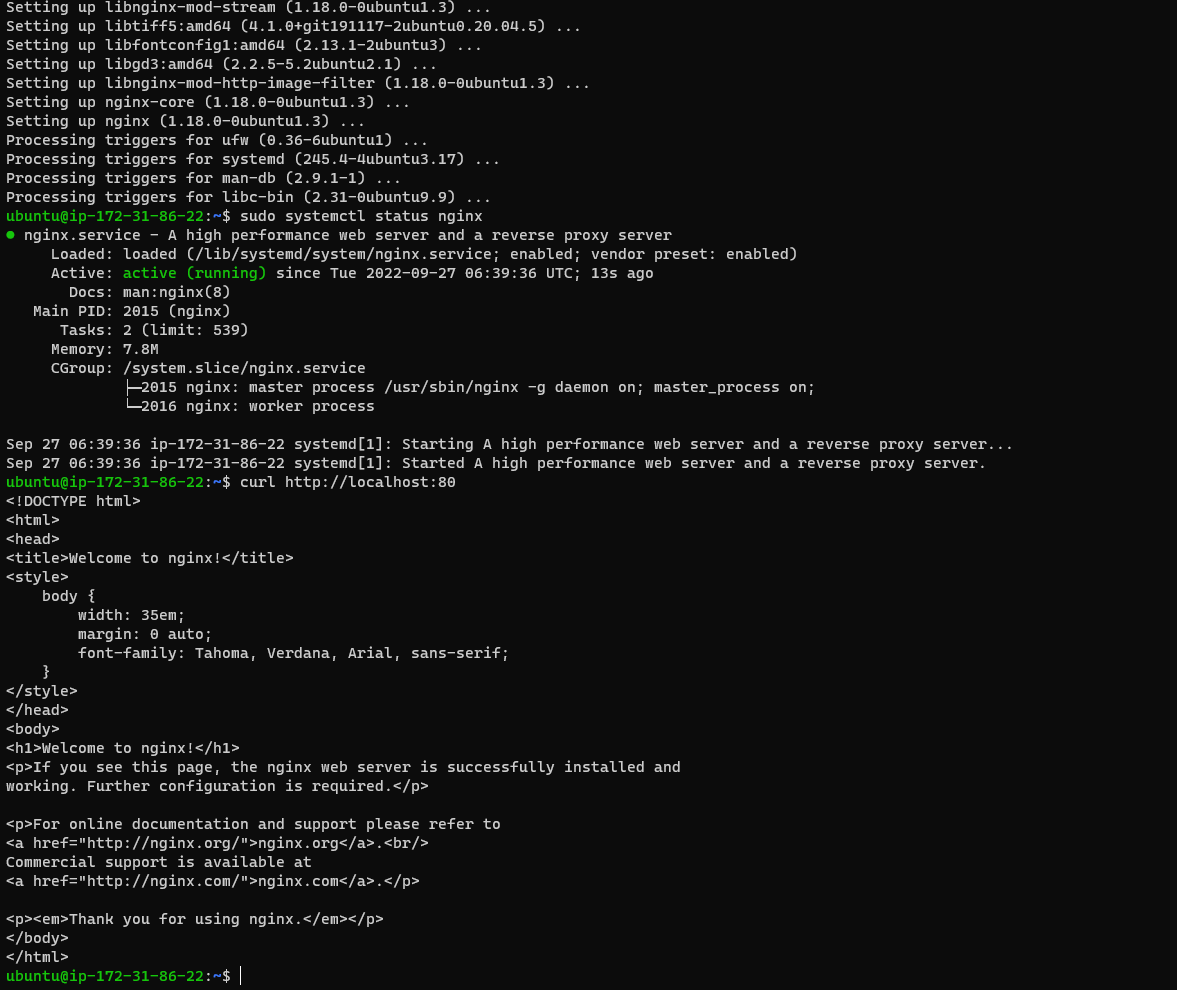 Setting up libnginx-mod-stream (1.18.0-0ubuntu1.3) ...
Setting up libtiff5:amd64 (4.1.0+git191117-2ubuntu0.20.04.5) ...
Setting up libfontconfig1:amd64 (2.13.1-2ubuntu3) ...
Setting up libgd3:amd64 (2.2.5-5.2ubuntu2.1) ...
Setting up libnginx-mod-http-image-filter (1.18.0-0ubuntu1.3) ...
Setting up nginx-core (1.18.0-0ubuntu1.3) ...
Setting up nginx (1.18.0-0ubuntu1.3) ...
Processing triggers for ufw (0.36-6ubuntu1) ...
Processing triggers for systemd (245.4-4ubuntu3.17) ...
Processing triggers for man-db (2.9.1-1) ...
Processing triggers for libc-bin (2.31-0ubuntu9.9) ...
ubuntu@ip-172-31-86-22:~$ sudo systemctl status nginx
● nginx.service - A high performance web server and a reverse proxy server
     Loaded: loaded (/lib/systemd/system/nginx.service; enabled; vendor preset: enabled)
     Active: active (running) since Tue 2022-09-27 06:39:36 UTC; 13s ago
       Docs: man:nginx(8)
   Main PID: 2015 (nginx)
      Tasks: 2 (limit: 539)
     Memory: 7.8M
     CGroup: /system.slice/nginx.service
             ├─2015 nginx: master process /usr/sbin/nginx -g daemon on; master_process on;
             └─2016 nginx: worker process

Sep 27 06:39:36 ip-172-31-86-22 systemd[1]: Starting A high performance web server and a reverse proxy server...
Sep 27 06:39:36 ip-172-31-86-22 systemd[1]: Started A high performance web server and a reverse proxy server.
ubuntu@ip-172-31-86-22:~$ curl http://localhost:80
<!DOCTYPE html>
<html>
<head>
<title>Welcome to nginx!</title>
<style>
    body {
        width: 35em;
        margin: 0 auto;
        font-family: Tahoma, Verdana, Arial, sans-serif;
    }
</style>
</head>
<body>
<h1>Welcome to nginx!</h1>
<p>If you see this page, the nginx web server is successfully installed and
working. Further configuration is required.</p>

<p>For online documentation and support please refer to
<a href="http://nginx.org/">nginx.org</a>.<br/>
Commercial support is available at
<a href="http://nginx.com/">nginx.com</a>.</p>

<p><em>Thank you for using nginx.</em></p>
</body>
</html>
ubuntu@ip-172-31-86-22:~$